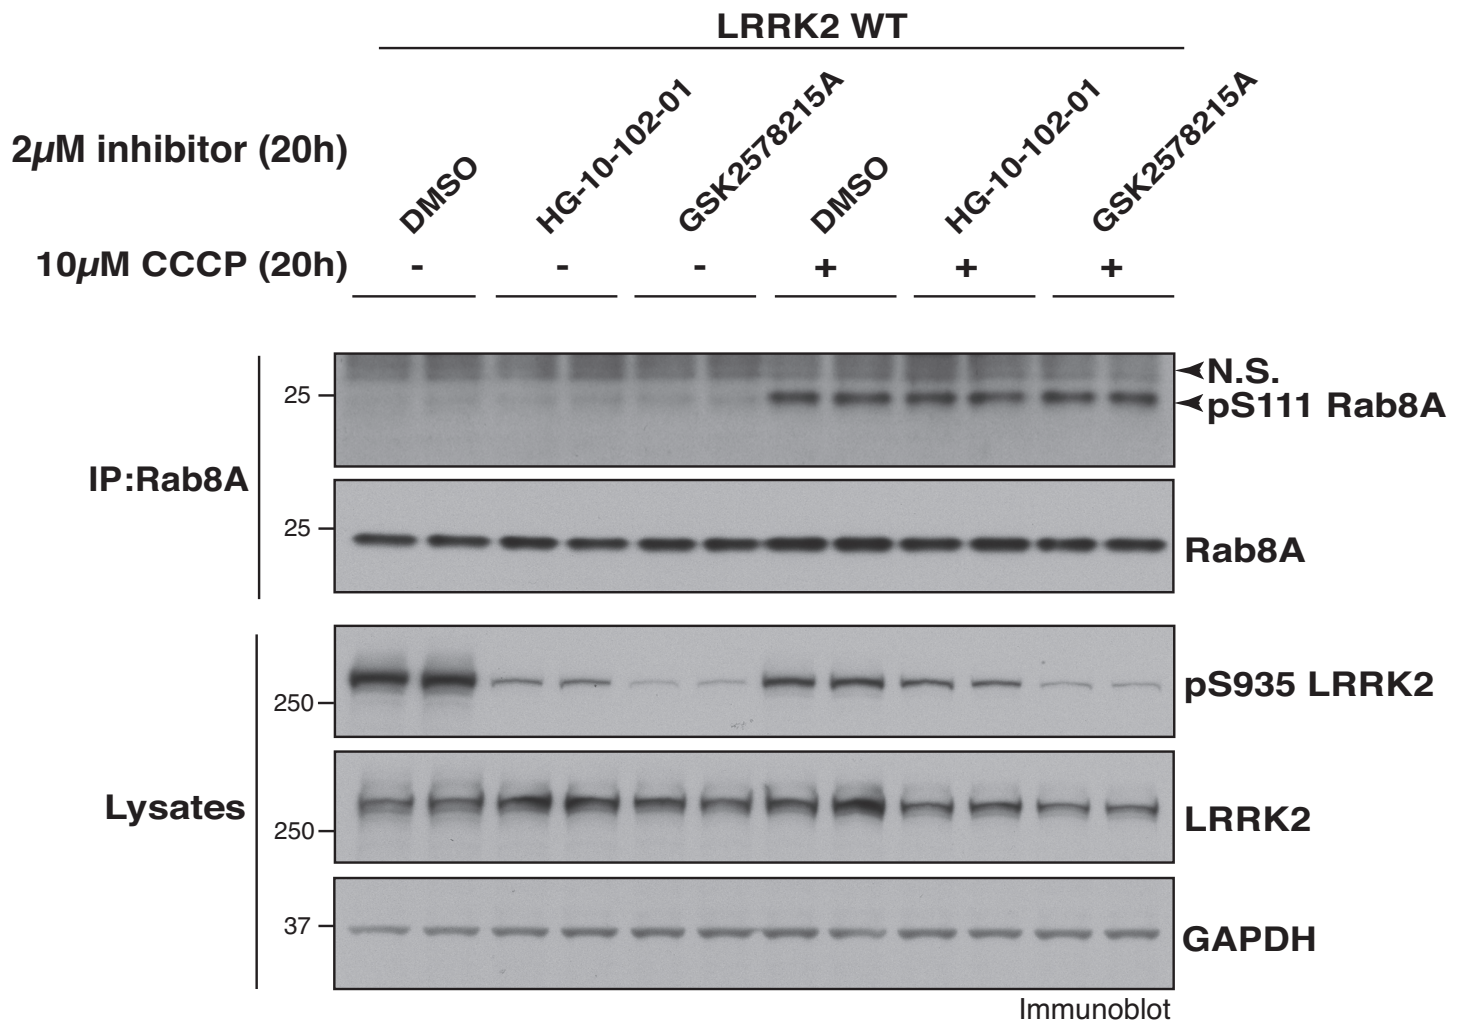 LRRK2 WT
2µM inhibitor (20h)
DMSO
HG-10-102-01
GSK2578215A
DMSO
HG-10-102-01
GSK2578215A
10µM CCCP (20h)
- - - + + +
N.S.
25
pS111 Rab8A
IP:Rab8A
25
Rab8A
pS935 LRRK2
250
Lysates
LRRK2
250
37
GAPDH
Immunoblot